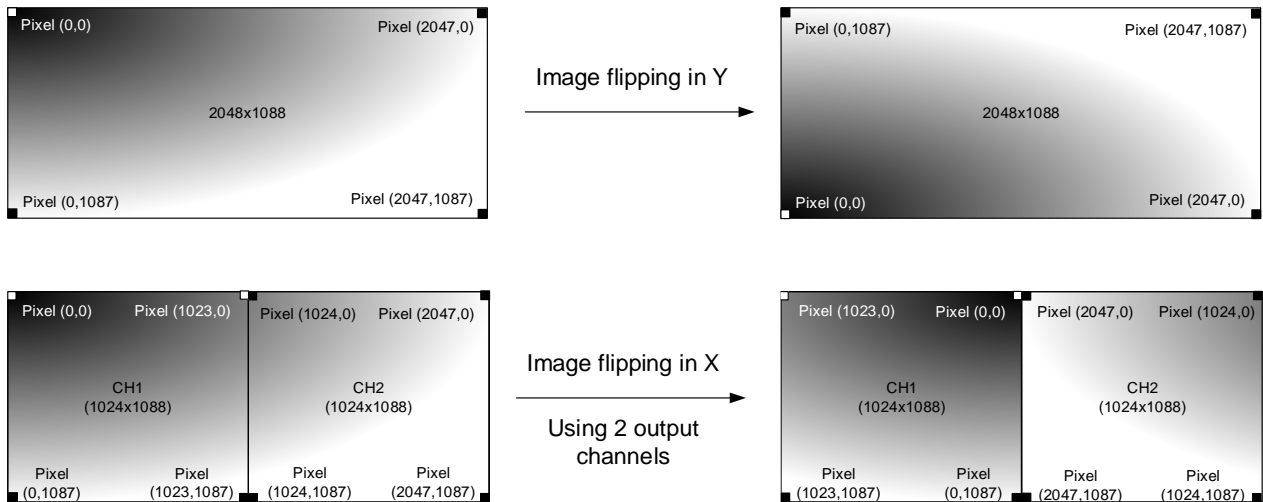 Pixel (0,0)
Pixel (2047,0)
2048x1088
Pixel (0,1087)
Pixel (2047,1087)
Image flipping in Y
Pixel (0,1087)
Pixel (2047,1087)
2048x1088
Pixel (0,0)
Pixel (2047,0)
Pixel (0,0)
Pixel (1023,0)
Pixel (1024,0)
Pixel (2047,0)
CH1
(1024x1088)
CH2
(1024x1088)
Pixel
(0,1087)
Pixel
(1023,1087)
Pixel
(1024,1087)
Pixel
(2047,1087)
Image flipping in X
Using 2 output
channels
Pixel (1023,0)
Pixel (0,0)
Pixel (2047,0)
Pixel (1024,0)
CH1
(1024x1088)
CH2
(1024x1088)
Pixel
(1023,1087)
Pixel
(0,1087)
Pixel
(2047,1087)
Pixel
(1024,1087)